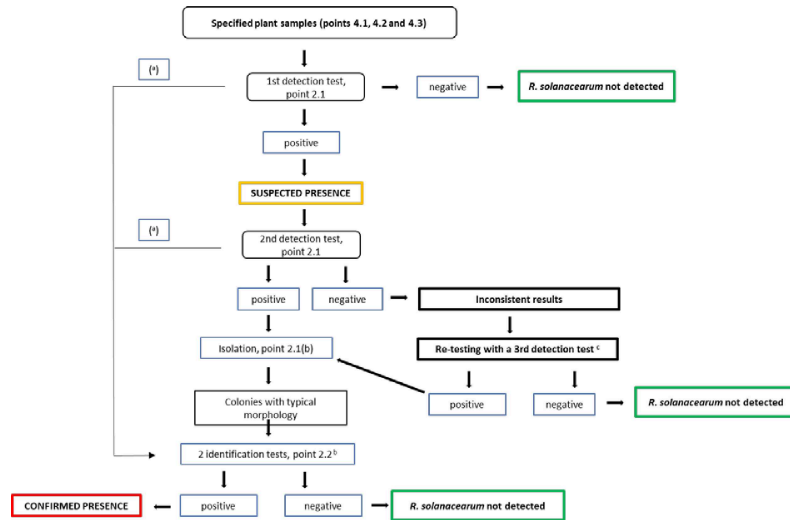 Specified plant samples (points 4.1, 4.2 and 4.3)
(ᵃ)
1st detection test,
point 2.1
negative
R. solanacearum not detected
positive
SUSPECTED PRESENCE
(ᵃ)
2nd detection test,
point 2.1
positive
negative
Inconsistent results
Isolation, point 2.1(b)
Re-testing with a 3rd detection test ᶜ
Colonies with typical
morphology
positive
negative
R. solanacearum not detected
2 identification tests, point 2.2ᵇ
CONFIRMED PRESENCE
positive
negative
R. solanacearum not detected